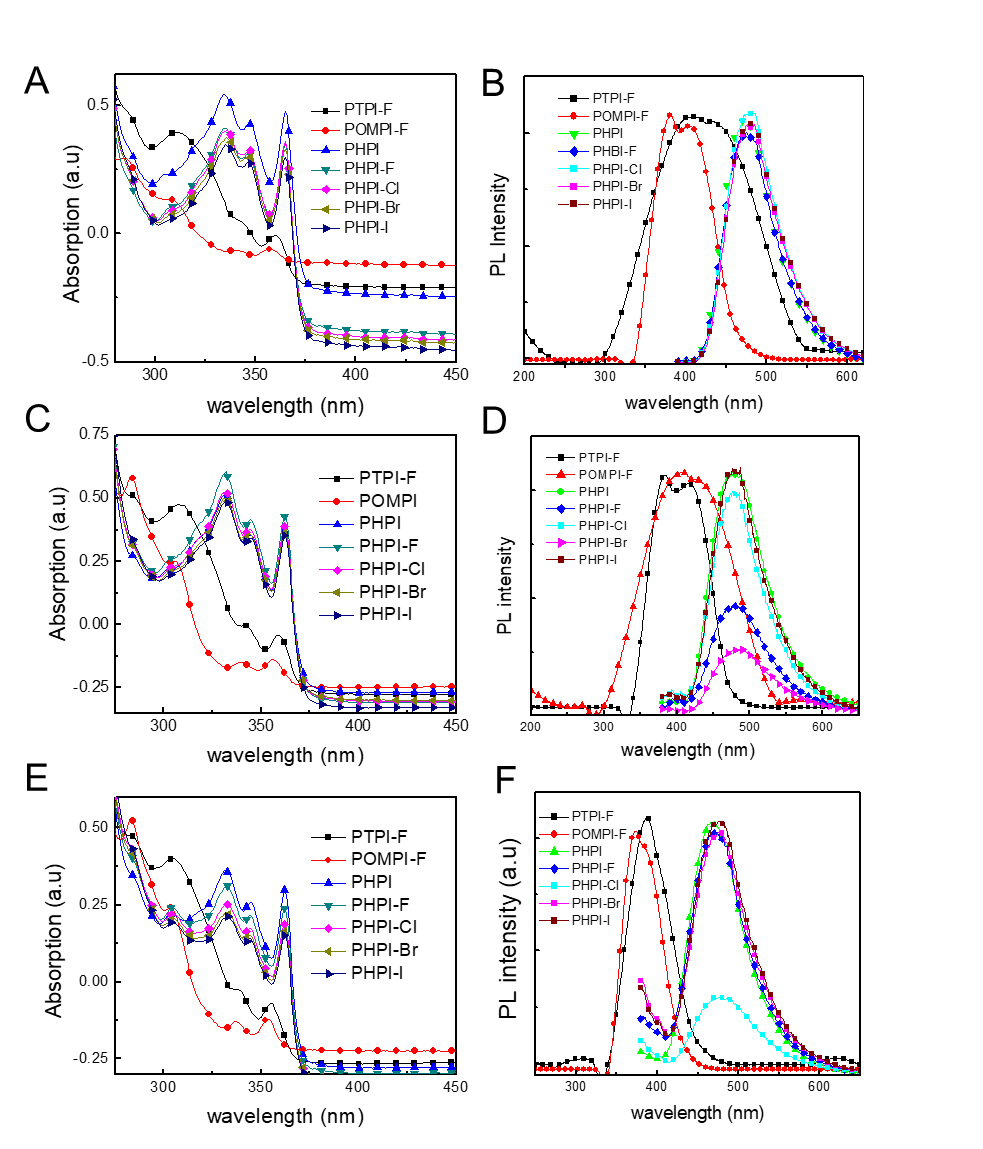 A
0.5
0.0
-0.5
Absorption (a.u)
300
350
400
450
wavelength (nm)
PTPI-F
POMPI-F
PHPI
PHPI-F
PHPI-Cl
PHPI-Br
PHPI-I
B
PL Intensity
200
300
400
500
600
wavelength (nm)
PTPI-F
POMPI-F
PHPI
PHBI-F
PHPI-Cl
PHPI-Br
PHPI-I
C
0.75
0.50
0.25
0.00
-0.25
Absorption (a.u)
300
350
400
450
wavelength (nm)
PTPI-F
POMPI
PHPI
PHPI-F
PHPI-Cl
PHPI-Br
PHPI-I
D
PL intensity
200
300
400
500
600
wavelength (nm)
PTPI-F
POMPI-F
PHPI
PHPI-F
PHPI-Cl
PHPI-Br
PHPI-I
E
0.50
0.25
0.00
-0.25
Absorption (a.u)
300
350
400
450
wavelength (nm)
PTPI-F
POMPI-F
PHPI
PHPI-F
PHPI-Cl
PHPI-Br
PHPI-I
F
PL intensity (a.u)
300
400
500
600
wavelength (nm)
PTPI-F
POMPI-F
PHPI
PHPI-F
PHPI-Cl
PHPI-Br
PHPI-I